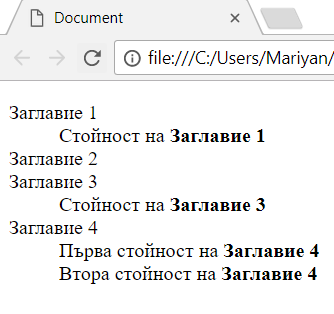 Document
file:///C:/Users/Mariyan/
Заглавие 1
Стойност на Заглавие 1
Заглавие 2
Заглавие 3
Стойност на Заглавие 3
Заглавие 4
Първа стойност на Заглавие 4
Втора стойност на Заглавие 4